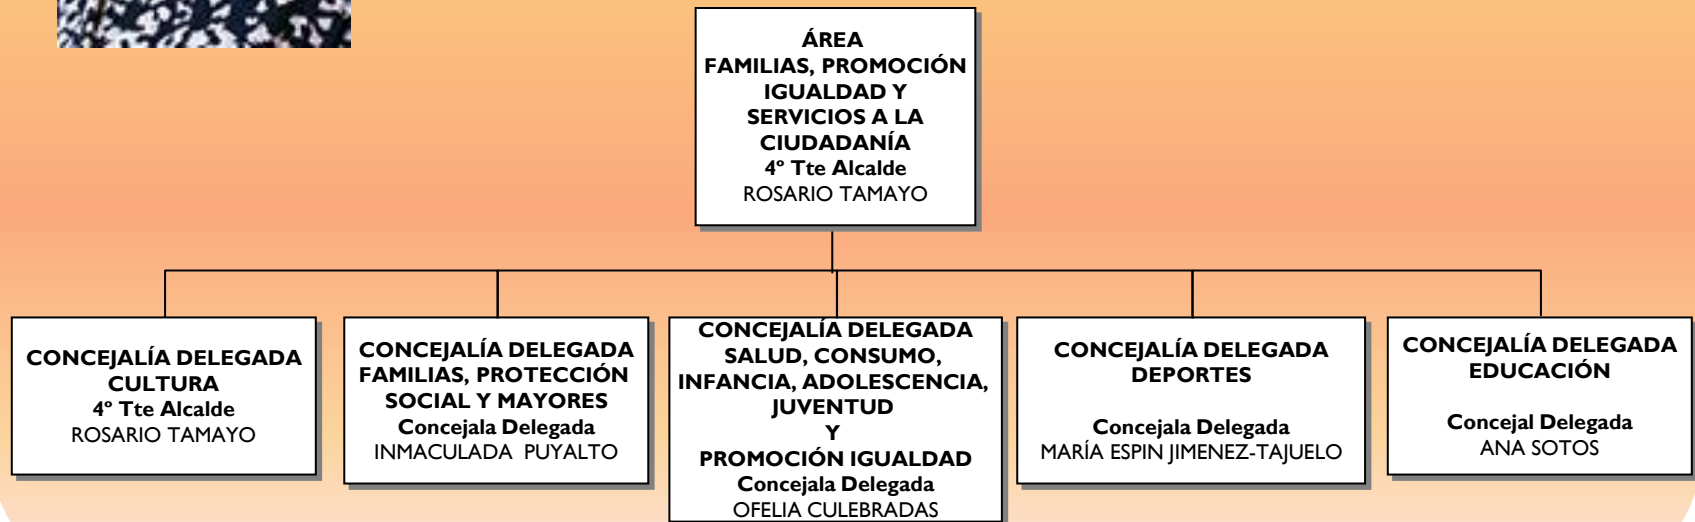 ÁREA
FAMILIAS, PROMOCIÓN
IGUALDAD Y
SERVICIOS A LA
CIUDADANÍA
4º Tte Alcalde
ROSARIO TAMAYO
CONCEJALÍA DELEGADA
CULTURA
4º Tte Alcalde
ROSARIO TAMAYO
CONCEJALÍA DELEGADA
FAMILIAS, PROTECCIÓN
SOCIAL Y MAYORES
Concejala Delegada
INMACULADA PUYALTO
CONCEJALÍA DELEGADA
SALUD, CONSUMO,
INFANCIA, ADOLESCENCIA,
JUVENTUD
Y
PROMOCIÓN IGUALDAD
Concejala Delegada
OFELIA CULEBRADAS
CONCEJALÍA DELEGADA
DEPORTES
Concejala Delegada
MARÍA ESPIN JIMENEZ-TAJUELO
CONCEJALÍA DELEGADA
EDUCACIÓN
Concejal Delegada
ANA SOTOS